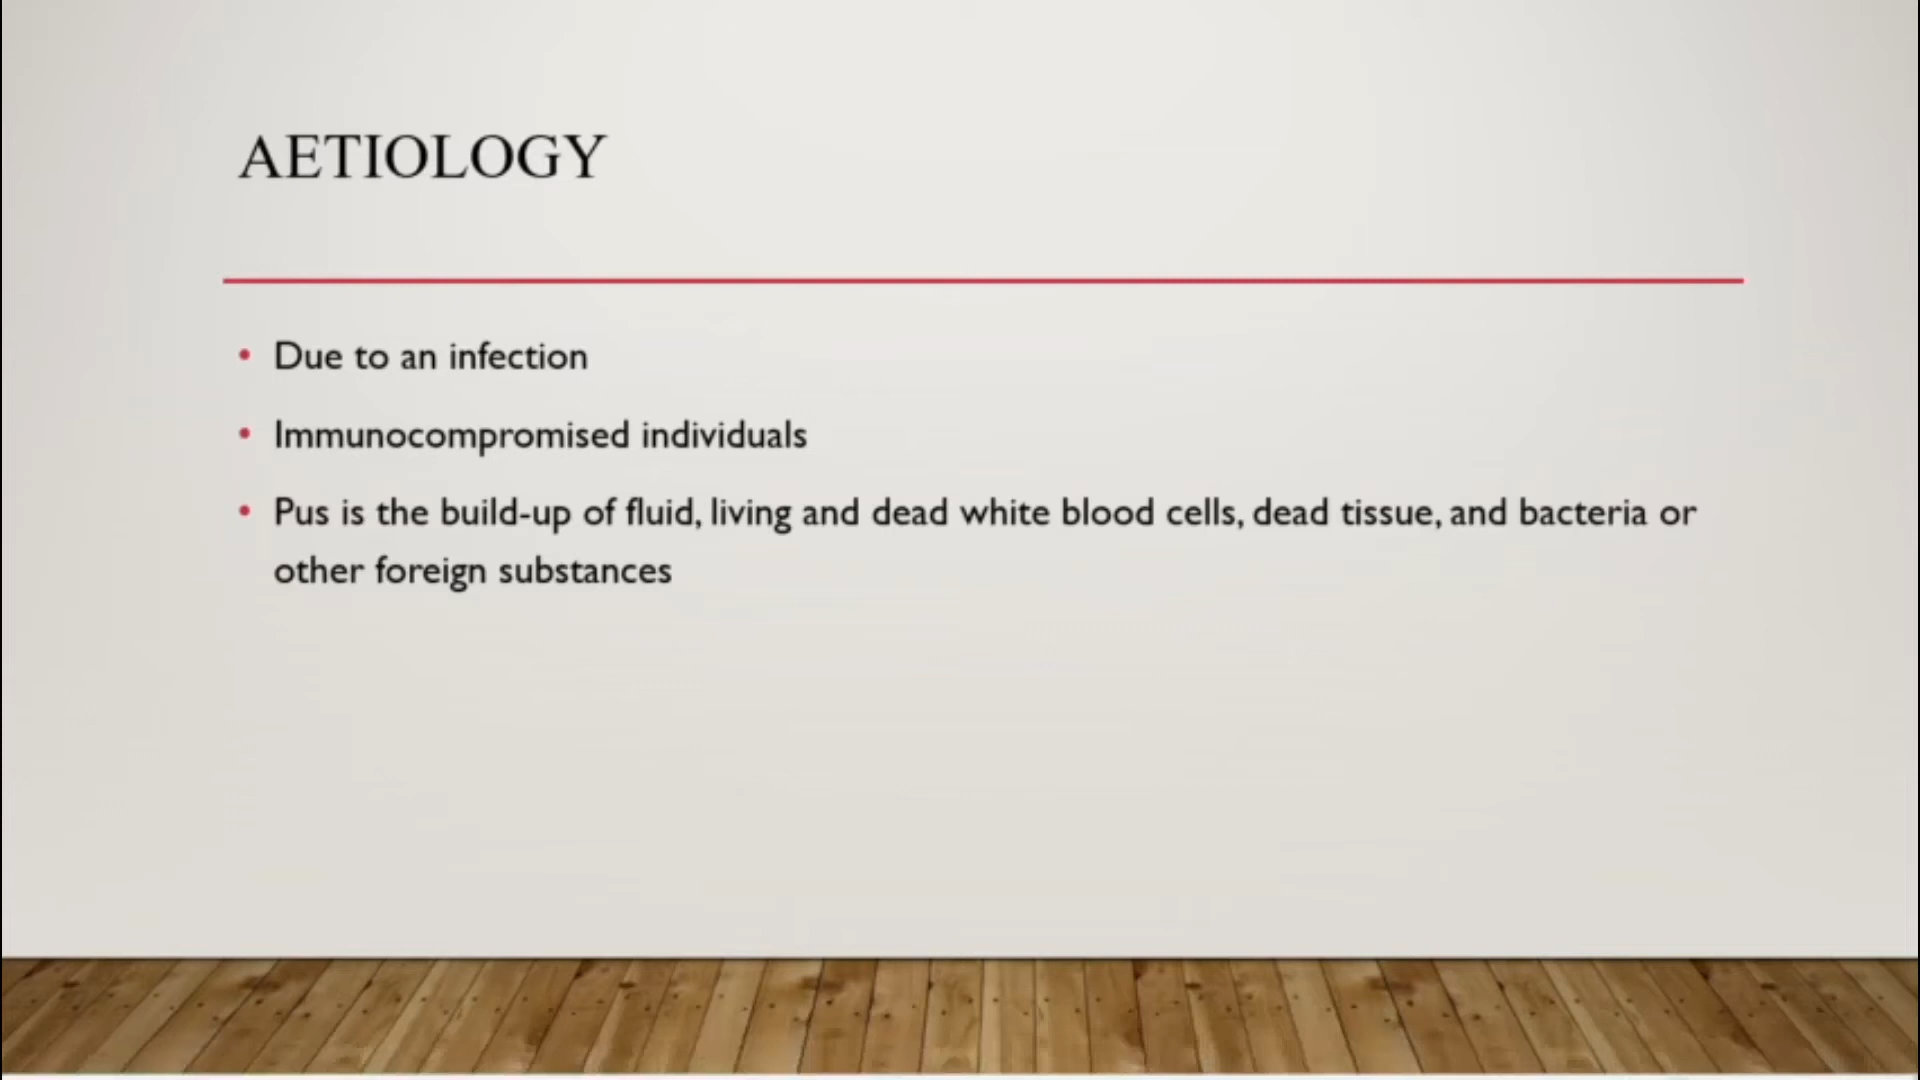 AETIOLOGY
• Due to an infection
• Immunocompromised individuals
• Pus is the build-up of fluid, living and dead white blood cells, dead tissue, and bacteria or
other foreign substances